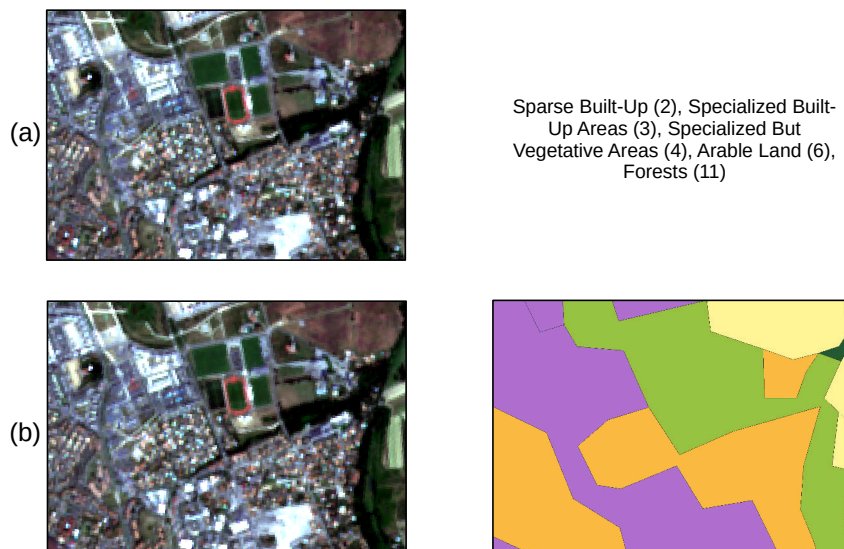 (a)
Sparse Built-Up (2), Specialized Built-
Up Areas (3), Specialized But
Vegetative Areas (4), Arable Land (6),
Forests (11)
(b)